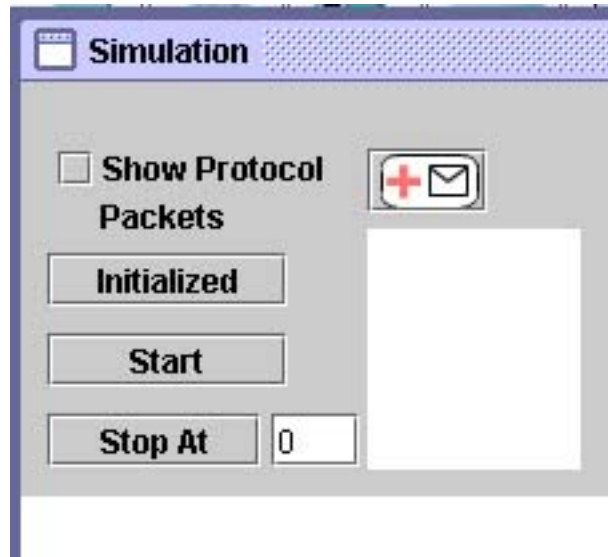 Simulation
Show Protocol
Packets
Initialized
Start
Stop At
0